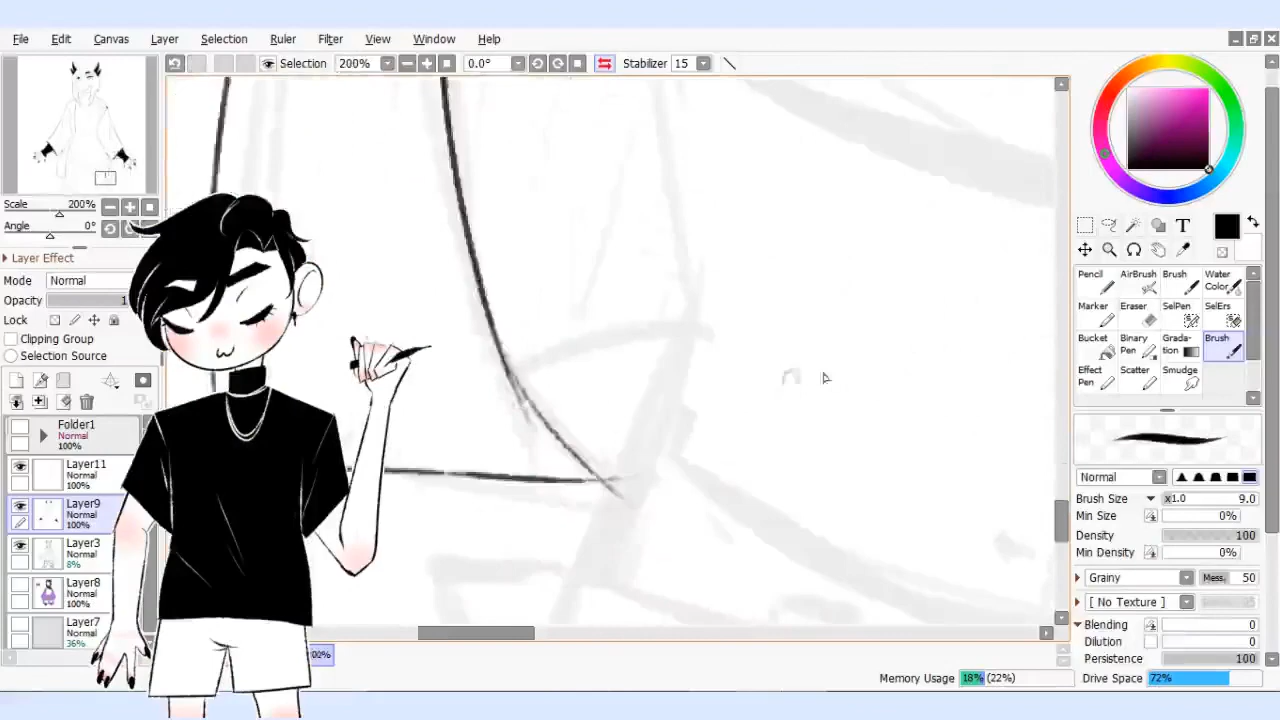 File Edit Canvas Layer Selection Ruler Filter View Window Help
Selection 200% 0.0° Stabilizer 15
Scale 200%
Angle 0°
Layer Effect
Mode Normal
Opacity 1
Lock
Clipping Group
Selection Source
Folder1
Normal
100%
Layer11
Normal
100%
Layer9
Normal
100%
Layer3
Normal
8%
Layer8
Normal
100%
Layer7
Normal
36%
T
Pencil AirBrush Brush Water Color
Marker Eraser SelPen SelErs
Bucket Binary Pen Grada-tion Brush
Effect Pen Scatter Smudge
Normal
Brush Size x1.0 9.0
Min Size 0%
Density 100
Min Density 0%
Grainy 50
[ No Texture ]
Blending 0
Dilution 0
Persistence 100
Memory Usage 18% (22%) Drive Space 72%